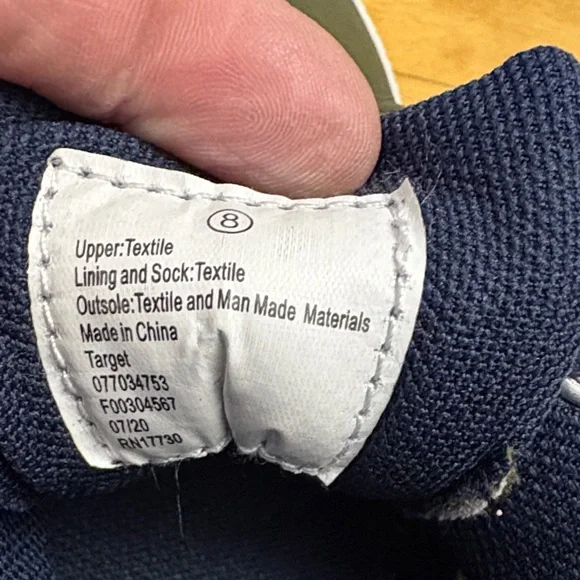 8
Upper:Textile
Lining and Sock:Textile
Outsole:Textile and Man Made Materials
Made in China
Target
077034753
F00304567
07/20
RN17730